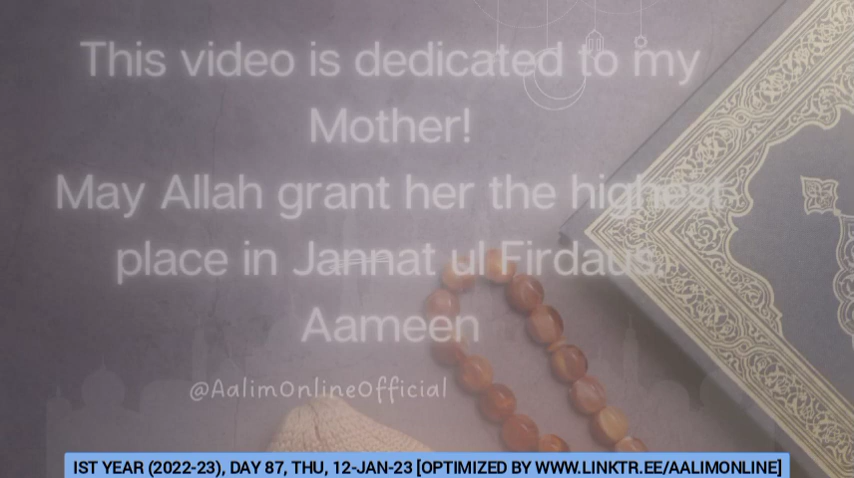 This video is dedicated to my
Mother!
May Allah grant her the highest
place in Jannat ul Firdaus!
Aameen
@AalimOnlineOfficial
IST YEAR (2022-23), DAY 87, THU, 12-JAN-23 [OPTIMIZED BY WWW.LINKTR.EE/AALIMONLINE]